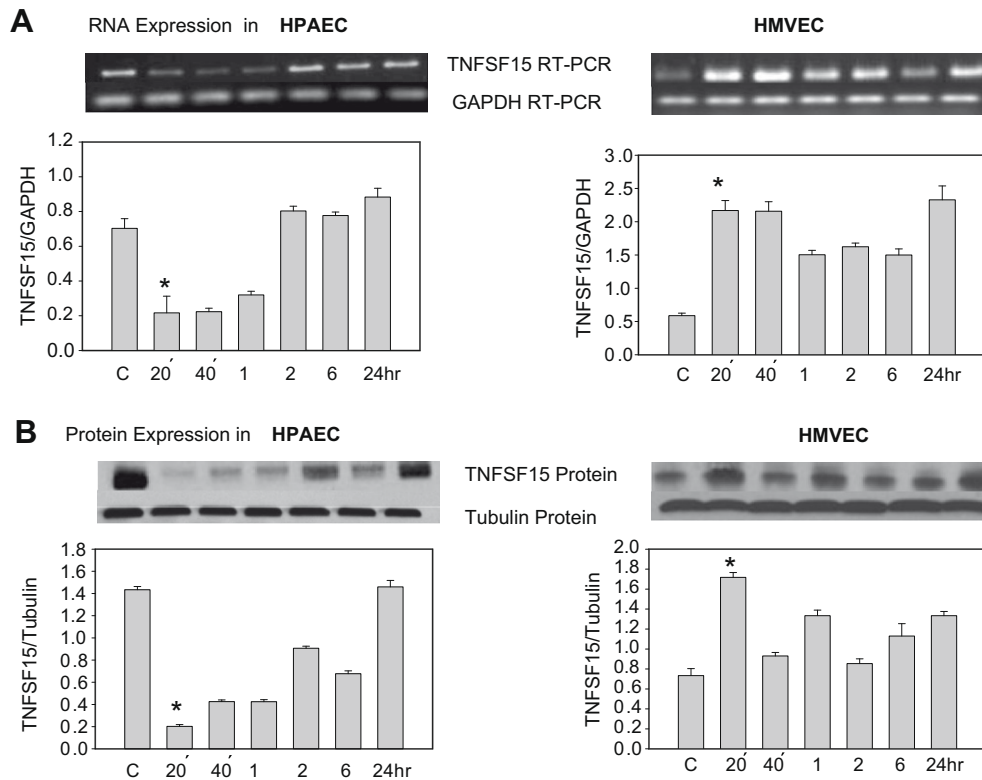 A
RNA Expression in HPAEC
HMVEC
TNFSF15 RT-PCR
GAPDH RT-PCR
TNFSF15/GAPDH
1.2
1.0
0.8
0.6
0.4
0.2
0.0
*
C 20′ 40′ 1 2 6 24hr
TNFSF15/GAPDH
3.0
2.5
2.0
1.5
1.0
0.5
0.0
*
C 20′ 40′ 1 2 6 24hr
B
Protein Expression in HPAEC
HMVEC
TNFSF15 Protein
Tubulin Protein
TNFSF15/Tubulin
1.8
1.6
1.4
1.2
1.0
0.8
0.6
0.4
0.2
0.0
*
C 20′ 40′ 1 2 6 24hr
TNFSF15/Tubulin
2.0
1.8
1.6
1.4
1.2
1.0
0.8
0.6
0.4
0.2
0.0
*
C 20′ 40′ 1 2 6 24hr